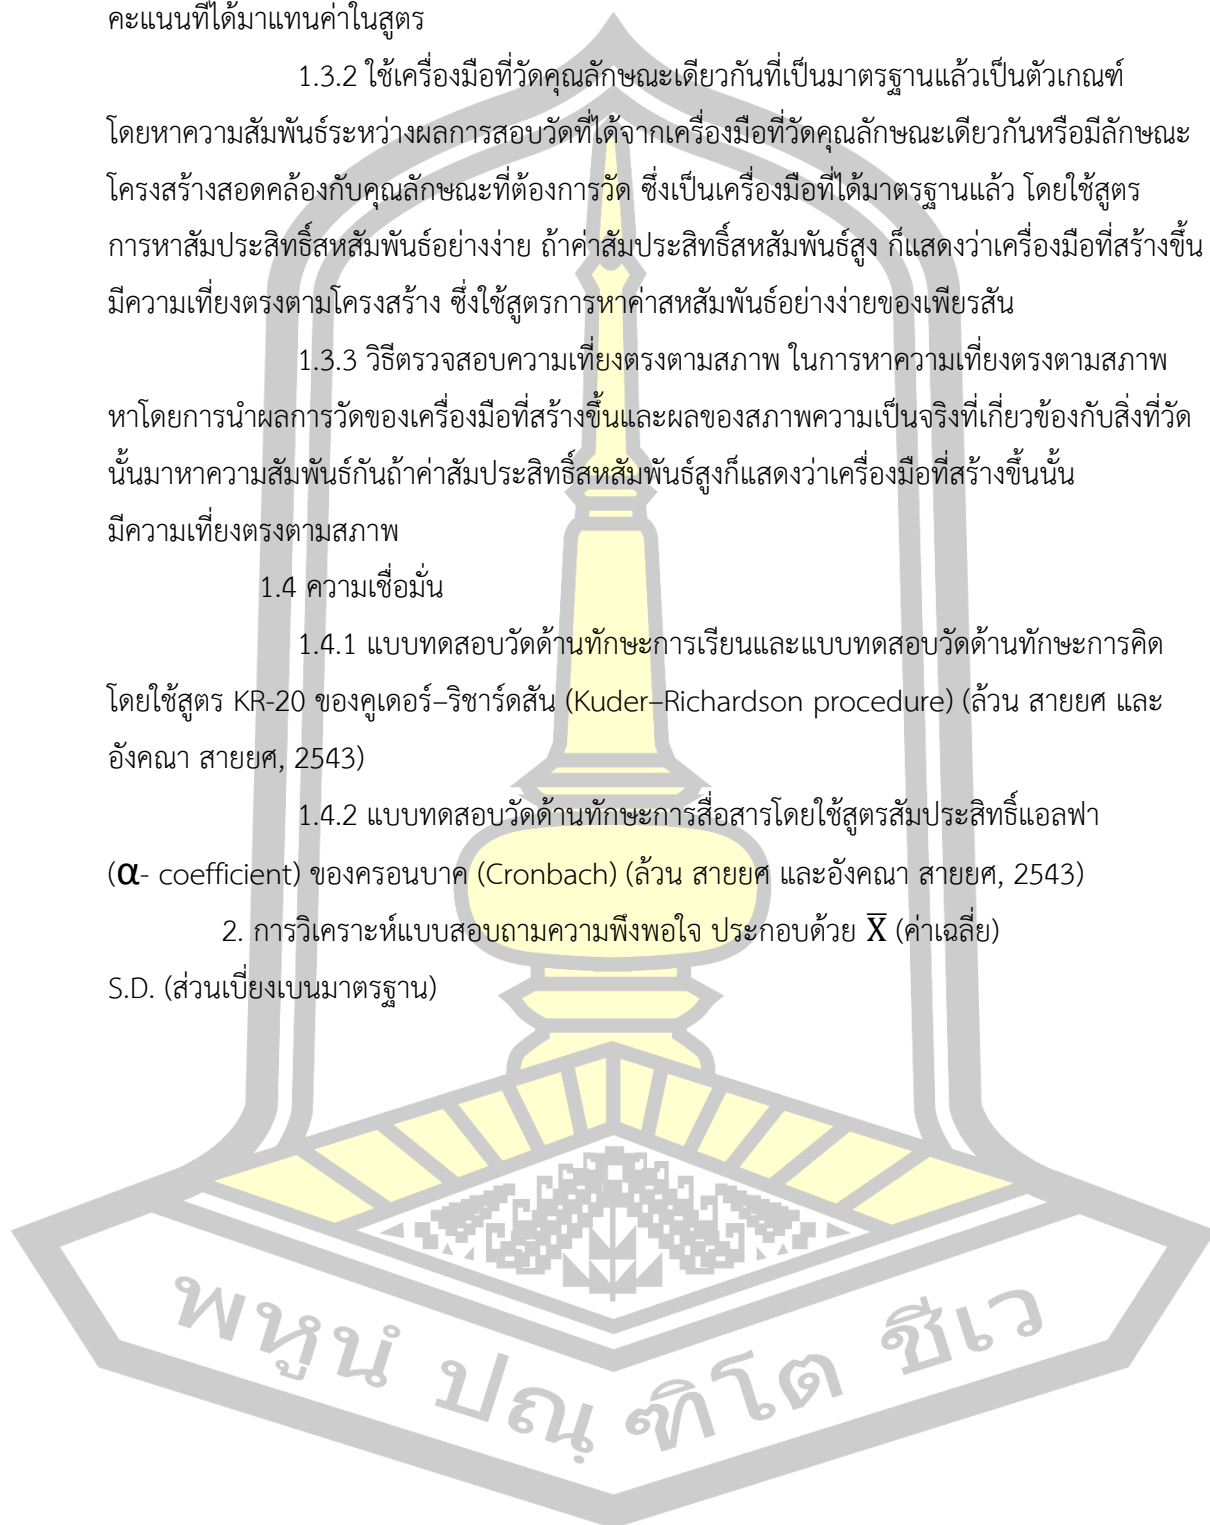 คะแนนที่ได้มาแทนค่าในสูตร
1.3.2 ใช้เครื่องมือที่วัดคุณลักษณะเดียวกันที่เป็นมาตรฐานแล้วเป็นตัวเกณฑ์
โดยหาความสัมพันธ์ระหว่างผลการสอบวัดที่ได้จากเครื่องมือที่วัดคุณลักษณะเดียวกันหรือมีลักษณะ
โครงสร้างสอดคล้องกับคุณลักษณะที่ต้องการวัด ซึ่งเป็นเครื่องมือที่ได้มาตรฐานแล้ว โดยใช้สูตร
การหาสัมประสิทธิ์สหสัมพันธ์อย่างง่าย ถ้าค่าสัมประสิทธิ์สหสัมพันธ์สูง ก็แสดงว่าเครื่องมือที่สร้างขึ้น
มีความเที่ยงตรงตามโครงสร้าง ซึ่งใช้สูตรการหาค่าสหสัมพันธ์อย่างง่ายของเพียรสัน
1.3.3 วิธีตรวจสอบความเที่ยงตรงตามสภาพ ในการหาความเที่ยงตรงตามสภาพ
หาโดยการนำผลการวัดของเครื่องมือที่สร้างขึ้นและผลของสภาพความเป็นจริงที่เกี่ยวข้องกับสิ่งที่วัด
นั้นมาหาความสัมพันธ์กันถ้าค่าสัมประสิทธิ์สหสัมพันธ์สูงก็แสดงว่าเครื่องมือที่สร้างขึ้นนั้น
มีความเที่ยงตรงตามสภาพ
1.4 ความเชื่อมั่น
1.4.1 แบบทดสอบวัดด้านทักษะการเรียนและแบบทดสอบวัดด้านทักษะการคิด
โดยใช้สูตร KR-20 ของคูเดอร์–ริชาร์ดสัน (Kuder–Richardson procedure) (ล้วน สายยศ และ
อังคณา สายยศ, 2543)
1.4.2 แบบทดสอบวัดด้านทักษะการสื่อสารโดยใช้สูตรสัมประสิทธิ์แอลฟา
(α- coefficient) ของครอนบาค (Cronbach) (ล้วน สายยศ และอังคณา สายยศ, 2543)
2. การวิเคราะห์แบบสอบถามความพึงพอใจ ประกอบด้วย X̅ (ค่าเฉลี่ย)
S.D. (ส่วนเบี่ยงเบนมาตรฐาน)
พหูนํ ปณฺฑิโต ชีเว